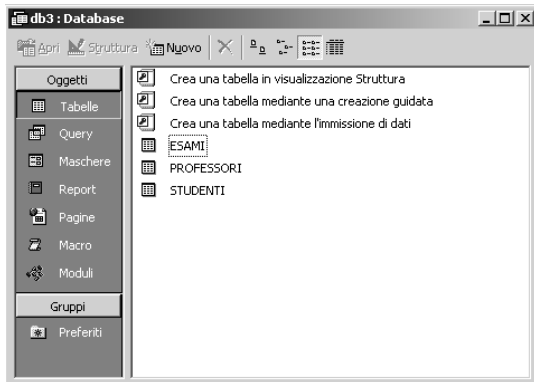 db3 : Database
Apri Struttura Nuovo
Oggetti
Tabelle
Query
Maschere
Report
Pagine
Macro
Moduli
Gruppi
Preferiti
Crea una tabella in visualizzazione Struttura
Crea una tabella mediante una creazione guidata
Crea una tabella mediante l'immissione di dati
ESAMI
PROFESSORI
STUDENTI